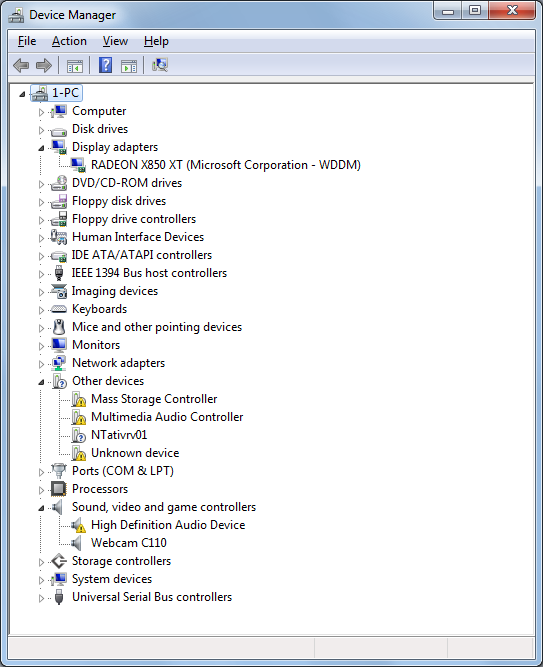 Device Manager
File Action View Help
1-PC
Computer
Disk drives
Display adapters
RADEON X850 XT (Microsoft Corporation - WDDM)
DVD/CD-ROM drives
Floppy disk drives
Floppy drive controllers
Human Interface Devices
IDE ATA/ATAPI controllers
IEEE 1394 Bus host controllers
Imaging devices
Keyboards
Mice and other pointing devices
Monitors
Network adapters
Other devices
Mass Storage Controller
Multimedia Audio Controller
NTativrv01
Unknown device
Ports (COM & LPT)
Processors
Sound, video and game controllers
High Definition Audio Device
Webcam C110
Storage controllers
System devices
Universal Serial Bus controllers